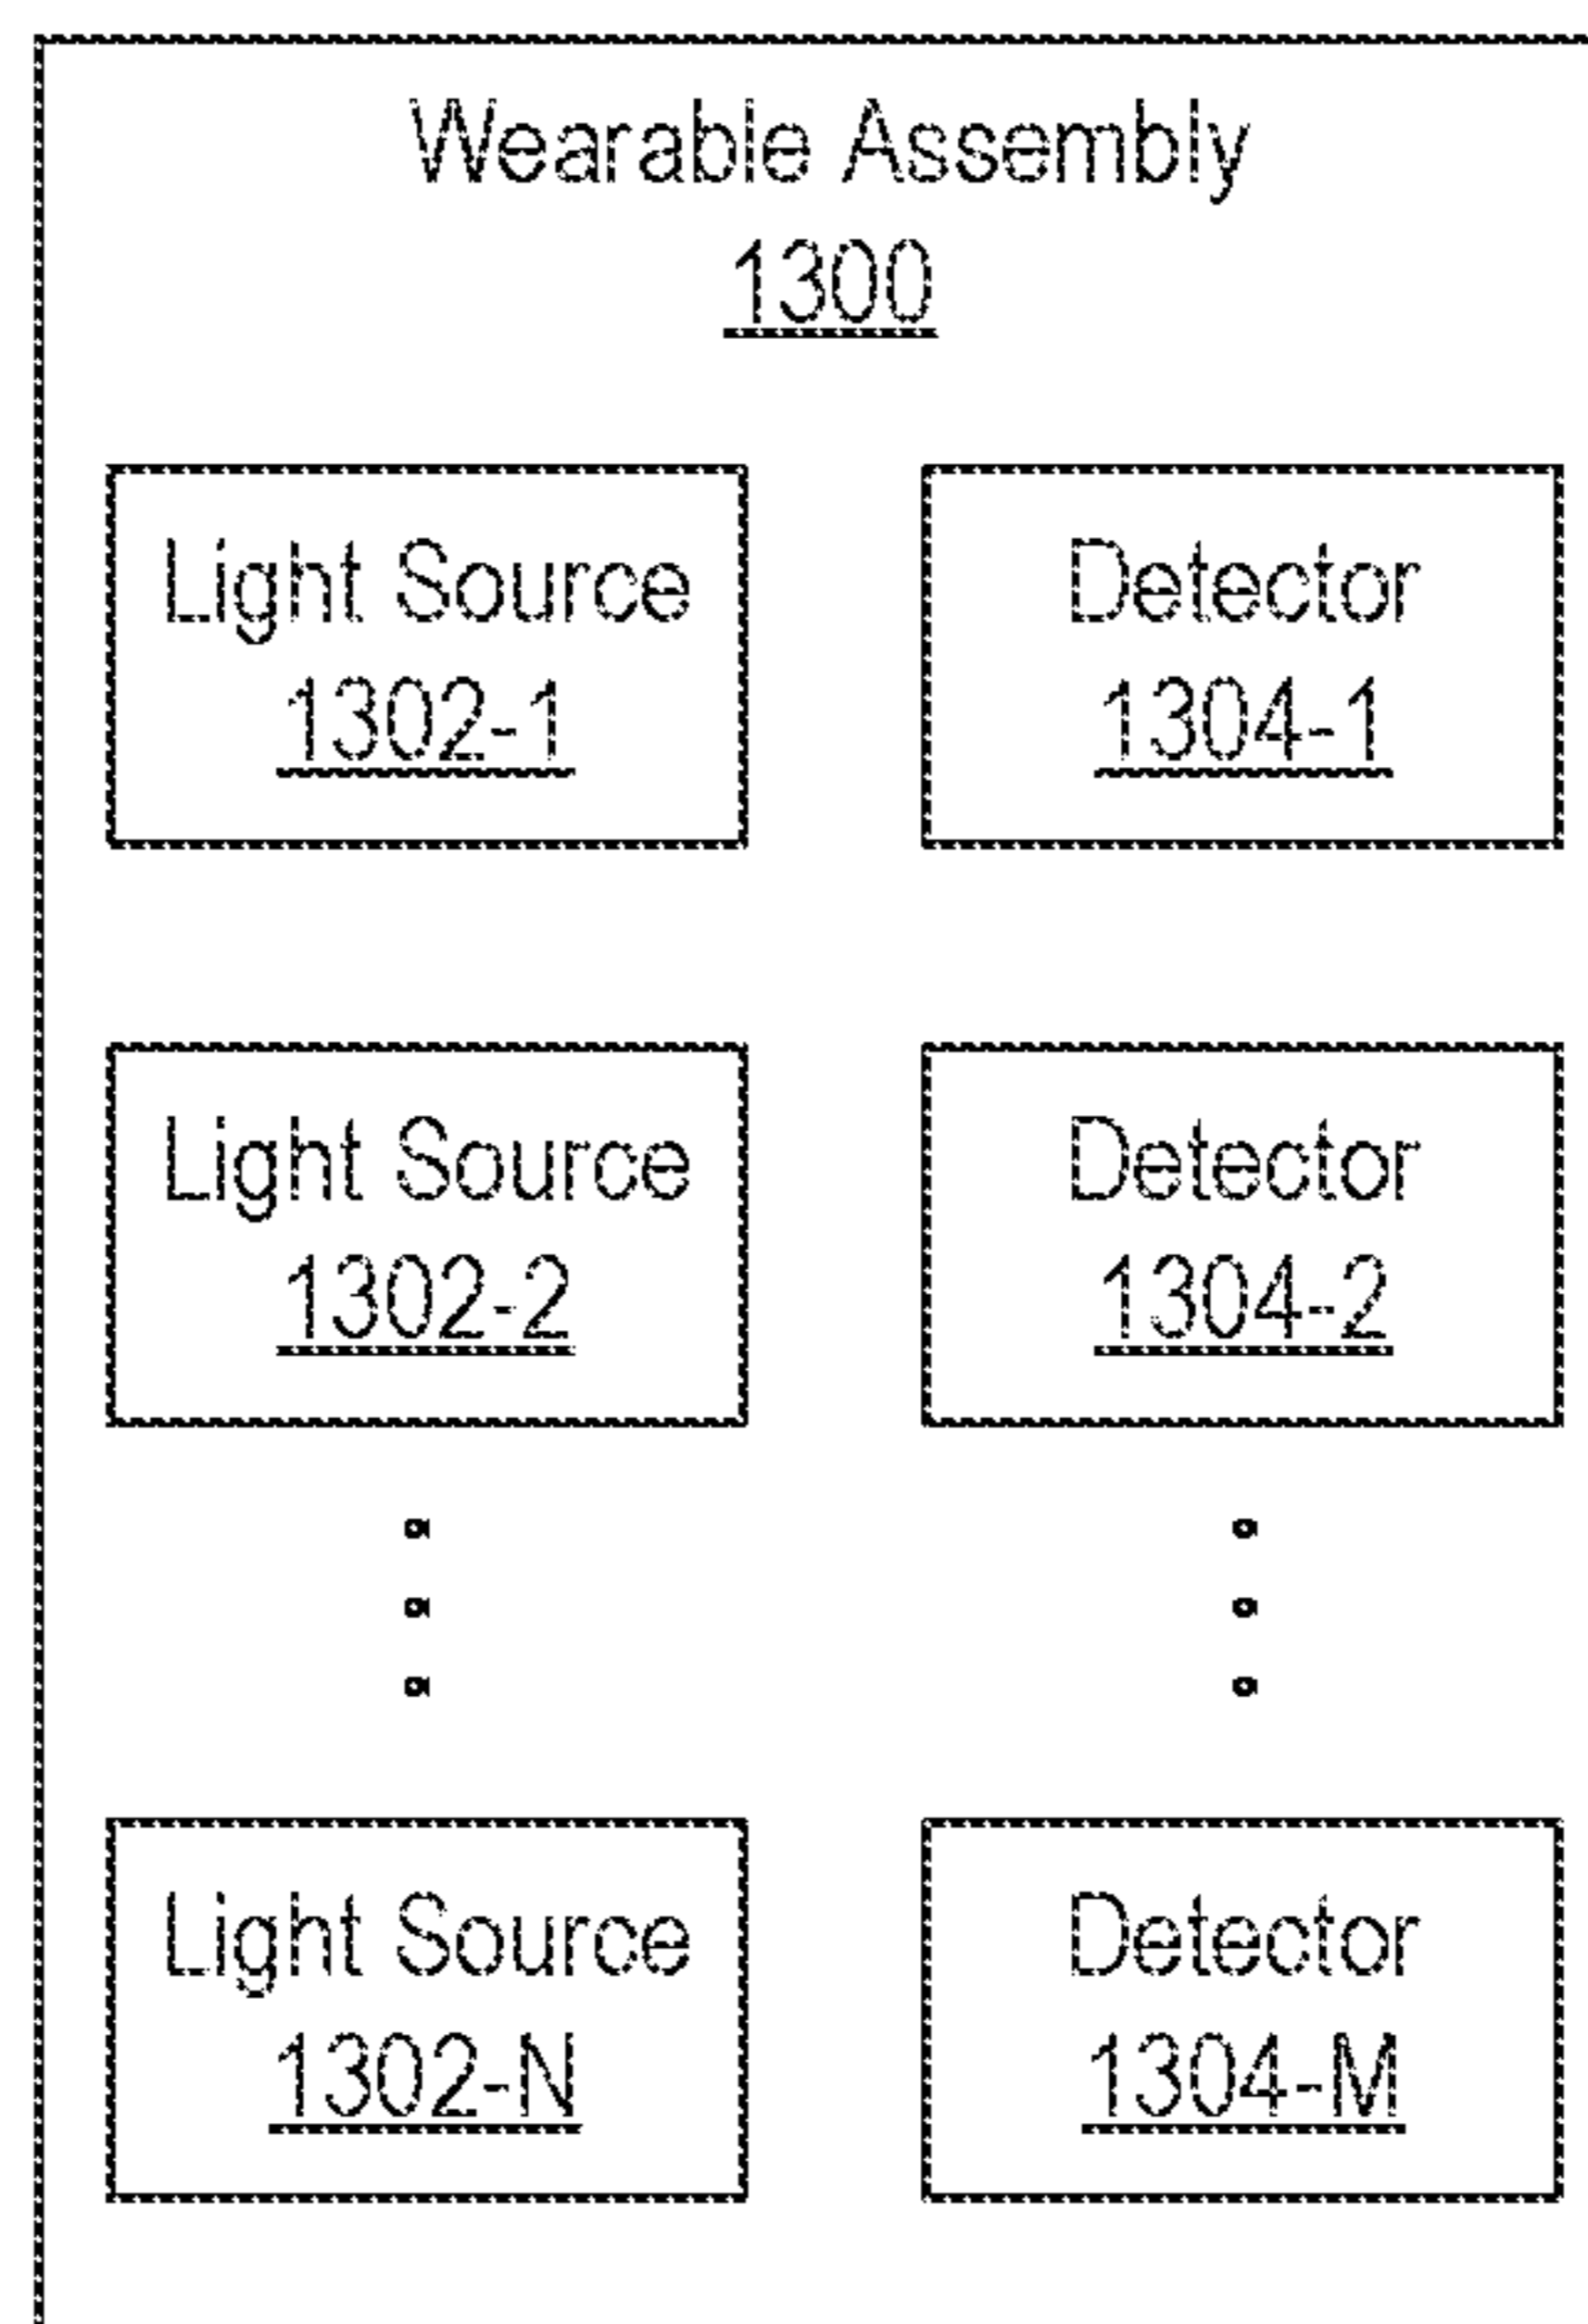 Wearable Assembly
1300
Light Source
1302-1
Detector
1304-1
Light Source
1302-2
Detector
1304-2
Light Source
1302-N
Detector
1304-M